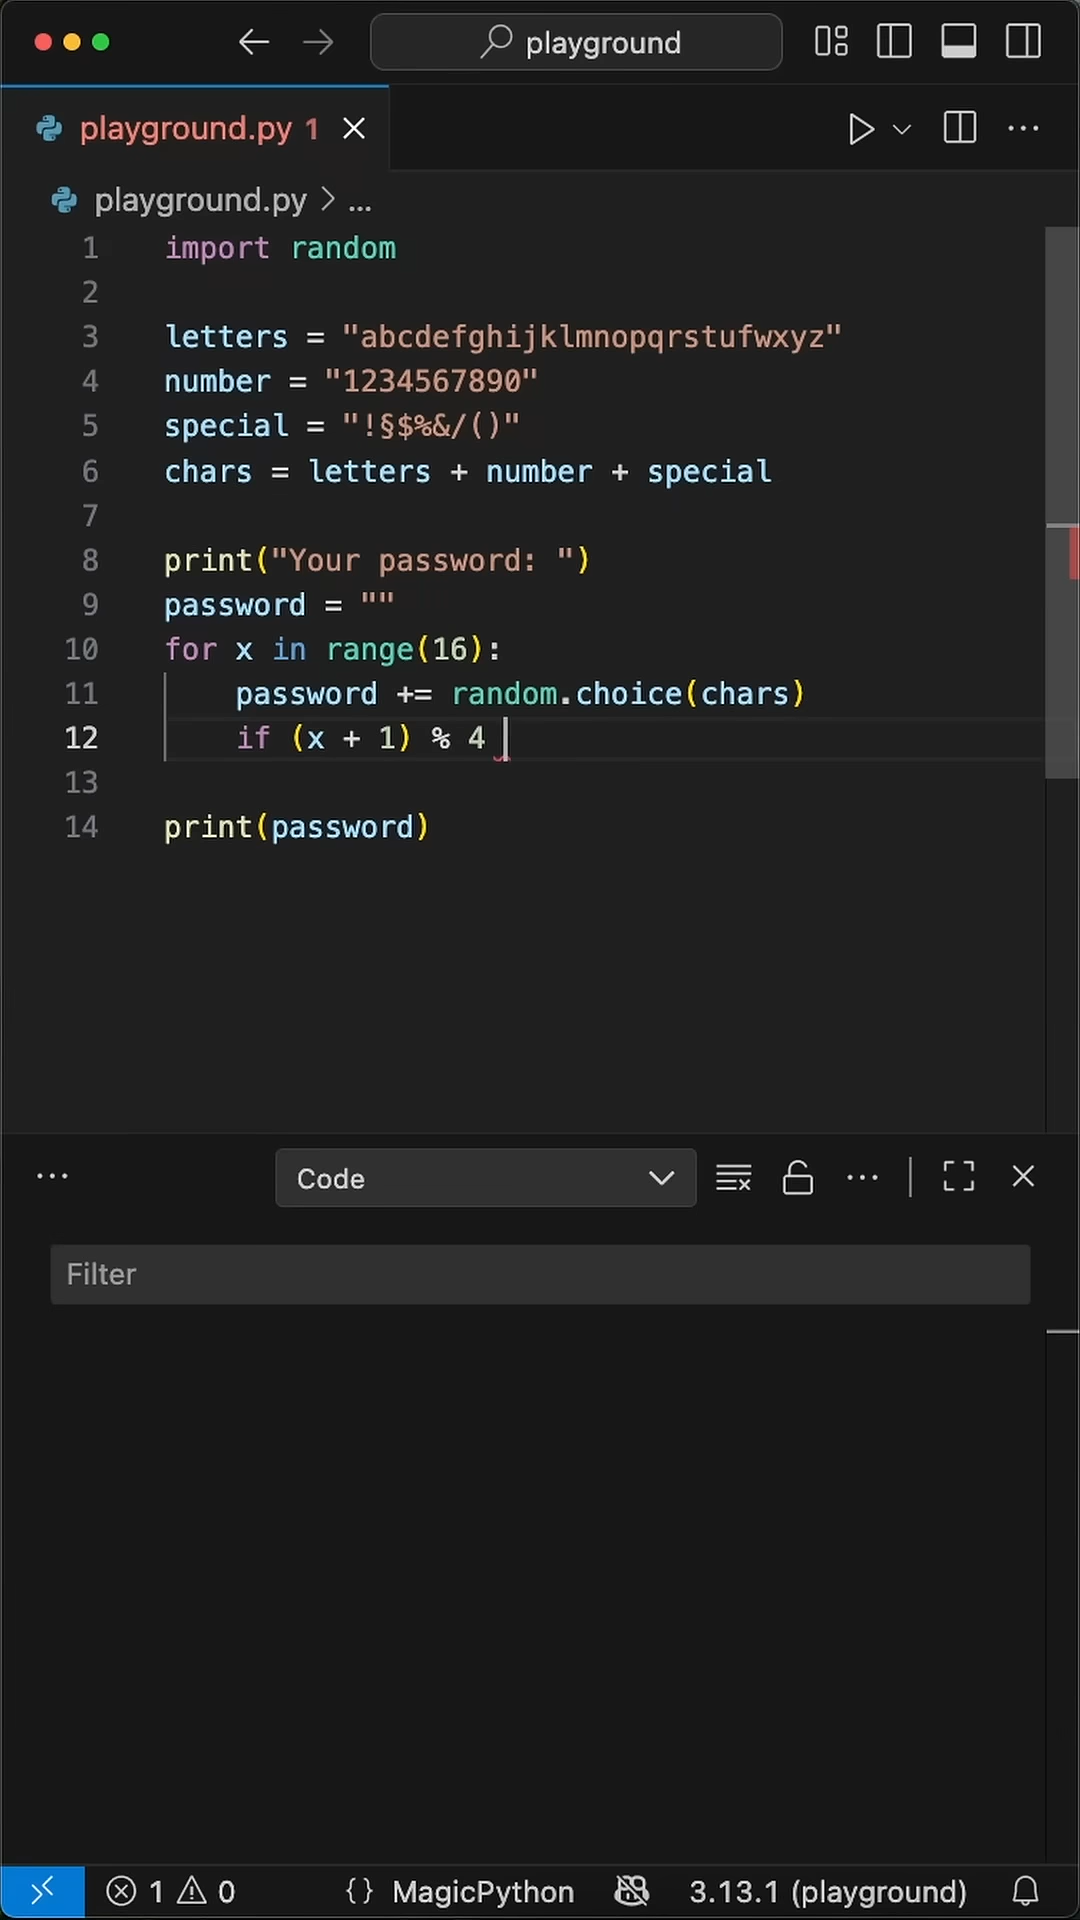 playground
playground.py 1
playground.py > ...
1 import random
2
3 letters = "abcdefghijklmnopqrstufwxyz"
4 number = "1234567890"
5 special = "!§$%&/()"
6 chars = letters + number + special
7
8 print("Your password: ")
9 password = ""
10 for x in range(16):
11     password += random.choice(chars)
12     if (x + 1) % 4
13
14 print(password)
Code
Filter
1 0 {} MagicPython 3.13.1 (playground)